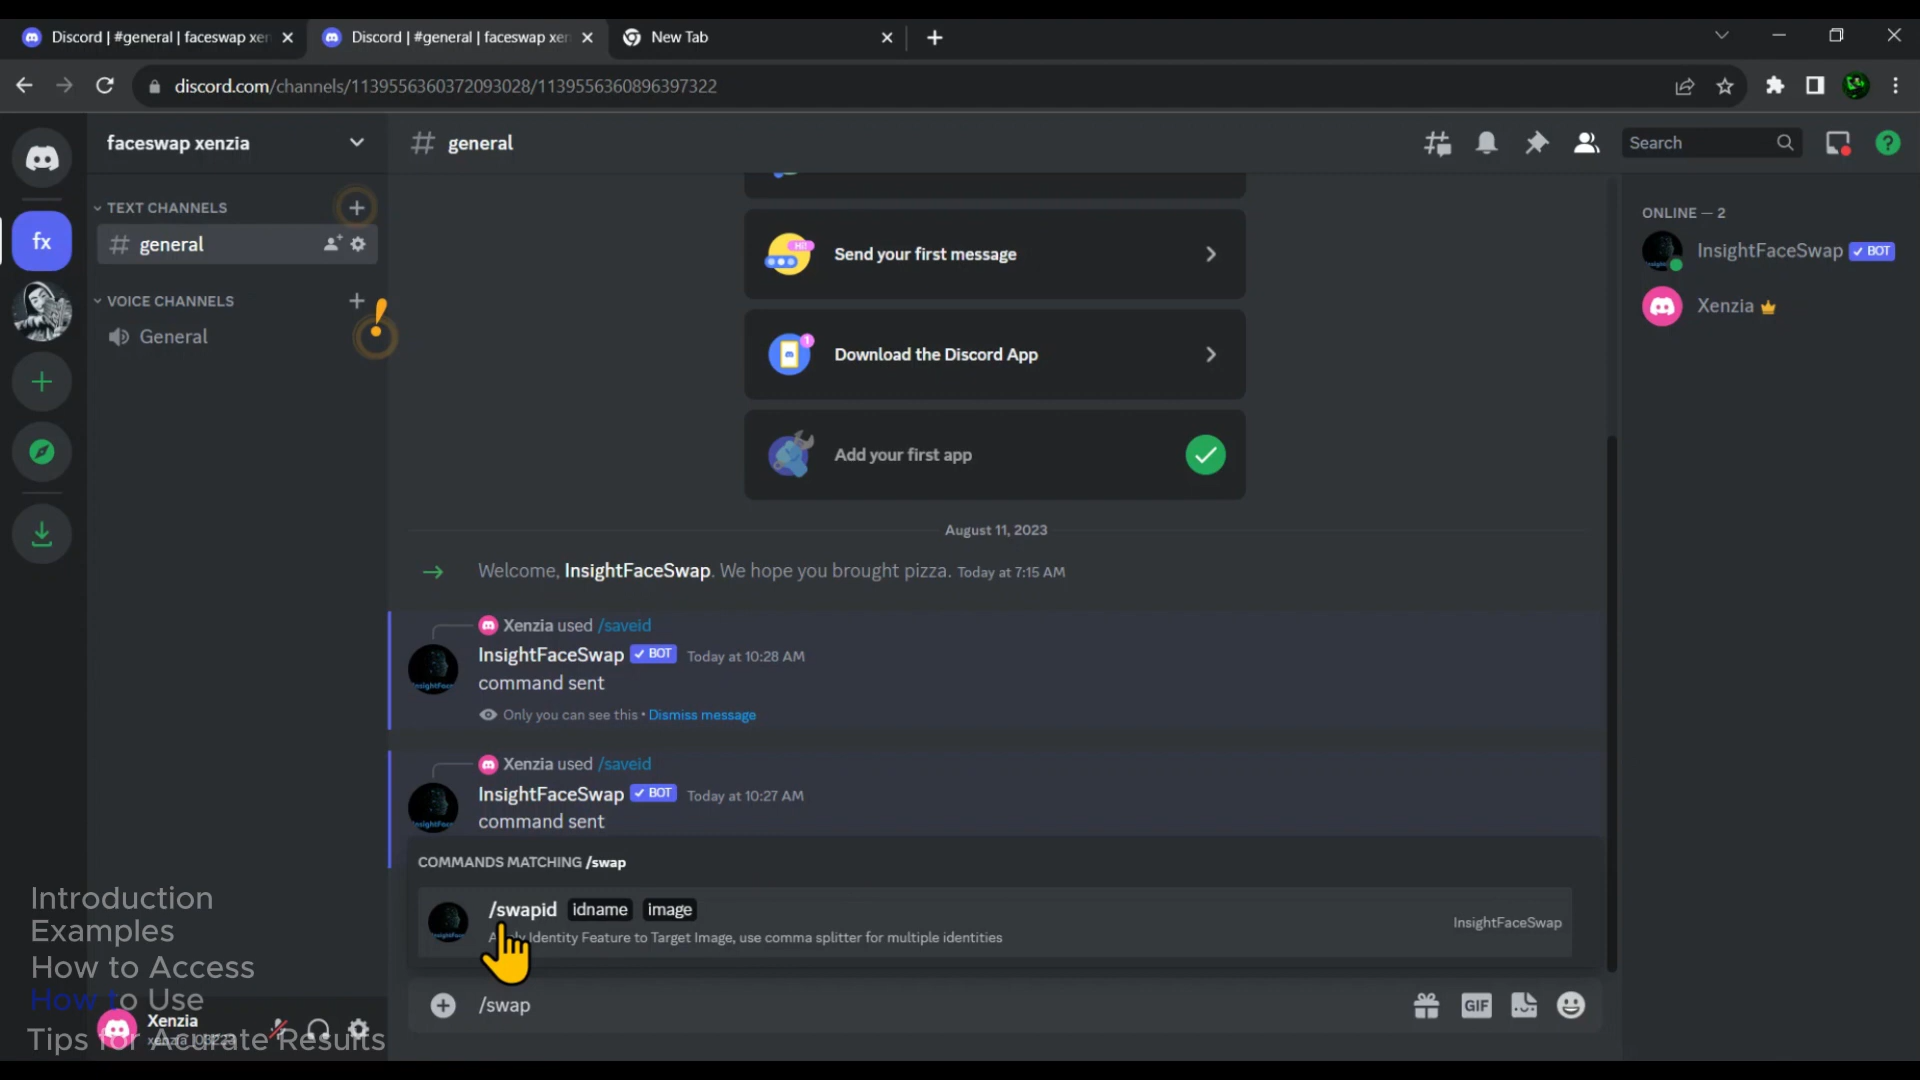 Discord | #general | faceswap xen
Discord | #general | faceswap xen
New Tab
discord.com/channels/1139556360372093028/1139556360896397322
faceswap xenzia
general
Search
TEXT CHANNELS
fx
general
VOICE CHANNELS
General
Send your first message
Download the Discord App
Add your first app
August 11, 2023
Welcome, InsightFaceSwap. We hope you brought pizza. Today at 7:15 AM
Xenzia used /saveid
InsightFaceSwap BOT Today at 10:28 AM
command sent
Only you can see this • Dismiss message
Xenzia used /saveid
InsightFaceSwap BOT Today at 10:27 AM
command sent
COMMANDS MATCHING /swap
/swapid idname image
Identity Feature to Target Image, use comma splitter for multiple identities
InsightFaceSwap
/swap
GIF
ONLINE — 2
InsightFaceSwap BOT
Xenzia
Introduction
Examples
How to Access
How to Use
Xenzia
Tips for Acurate Results